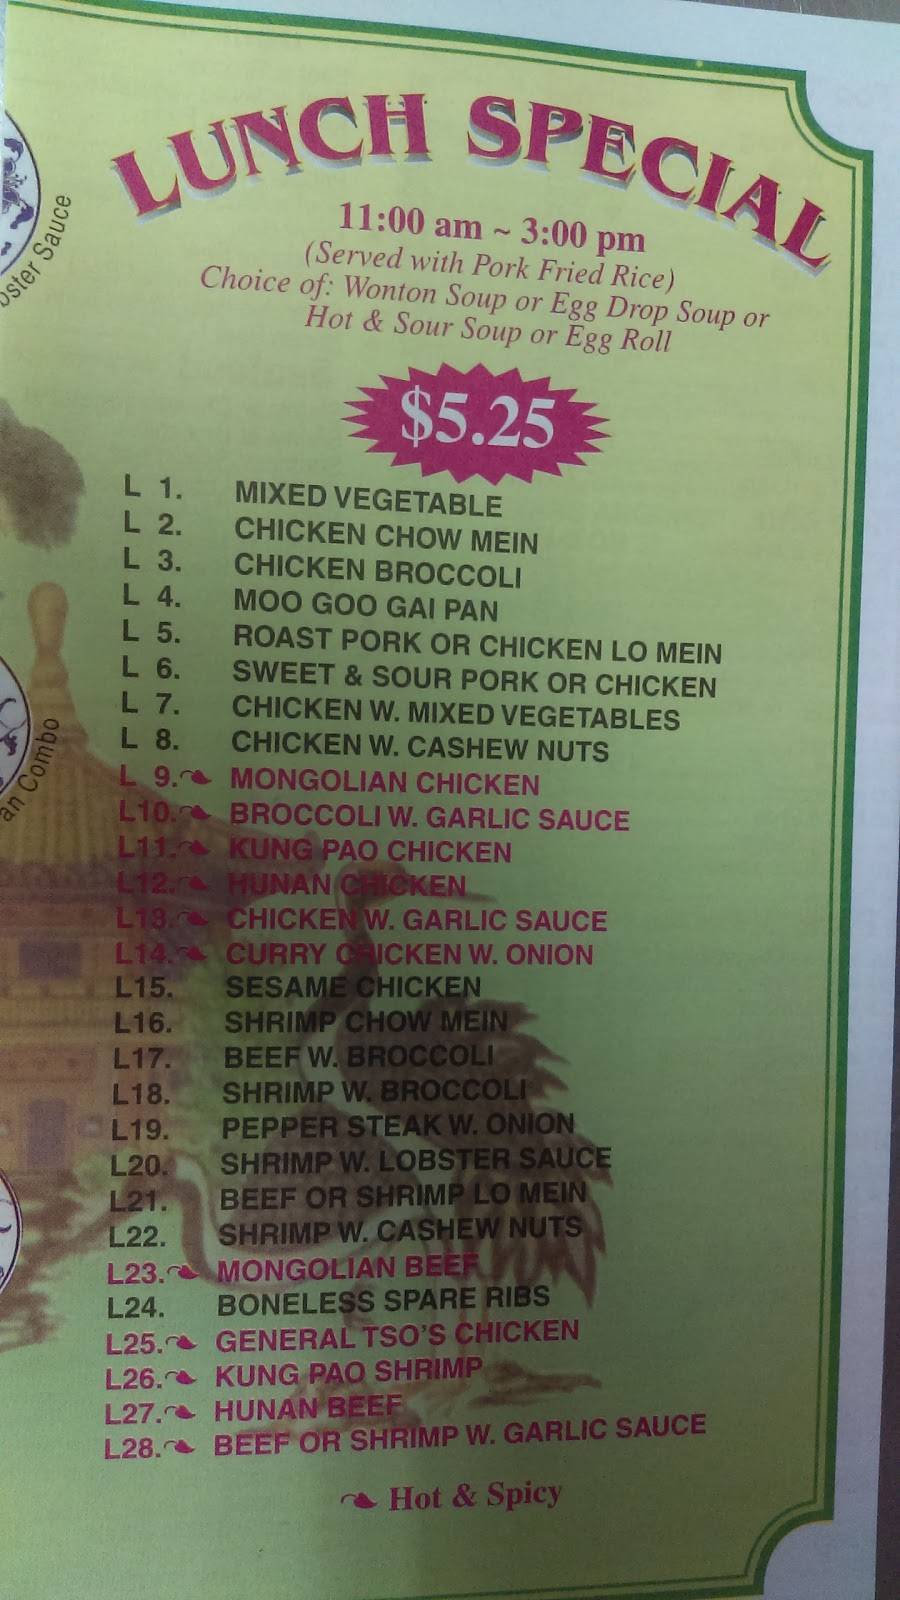 LUNCH SPECIAL
11:00 am ~ 3:00 pm
(Served with Pork Fried Rice)
Choice of: Wonton Soup or Egg Drop Soup or
Hot & Sour Soup or Egg Roll
$5.25
L 1. MIXED VEGETABLE
L 2. CHICKEN CHOW MEIN
L 3. CHICKEN BROCCOLI
L 4. MOO GOO GAI PAN
L 5. ROAST PORK OR CHICKEN LO MEIN
L 6. SWEET & SOUR PORK OR CHICKEN
L 7. CHICKEN W. MIXED VEGETABLES
L 8. CHICKEN W. CASHEW NUTS
L 9. MONGOLIAN CHICKEN
L10. BROCCOLI W. GARLIC SAUCE
L11. KUNG PAO CHICKEN
L12. HUNAN CHICKEN
L13. CHICKEN W. GARLIC SAUCE
L14. CURRY CHICKEN W. ONION
L15. SESAME CHICKEN
L16. SHRIMP CHOW MEIN
L17. BEEF W. BROCCOLI
L18. SHRIMP W. BROCCOLI
L19. PEPPER STEAK W. ONION
L20. SHRIMP W. LOBSTER SAUCE
L21. BEEF OR SHRIMP LO MEIN
L22. SHRIMP W. CASHEW NUTS
L23. MONGOLIAN BEEF
L24. BONELESS SPARE RIBS
L25. GENERAL TSO'S CHICKEN
L26. KUNG PAO SHRIMP
L27. HUNAN BEEF
L28. BEEF OR SHRIMP W. GARLIC SAUCE
Hot & Spicy
bster Sauce
an Combo